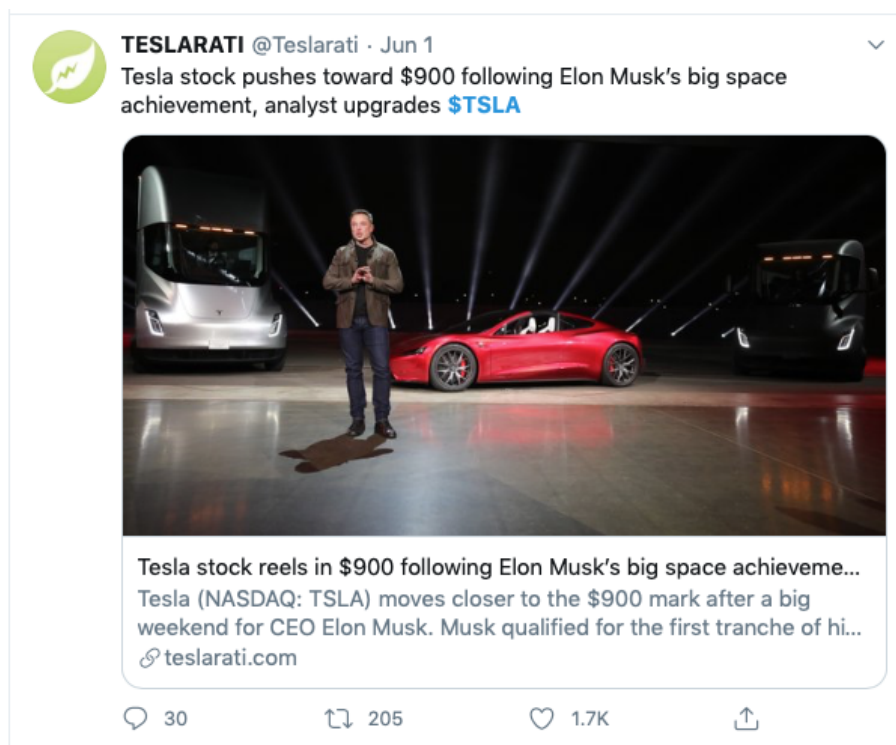 TESLARATI @Teslarati · Jun 1
Tesla stock pushes toward $900 following Elon Musk’s big space
achievement, analyst upgrades $TSLA
Tesla stock reels in $900 following Elon Musk’s big space achieveme...
Tesla (NASDAQ: TSLA) moves closer to the $900 mark after a big
weekend for CEO Elon Musk. Musk qualified for the first tranche of hi...
teslarati.com
30 205 1.7K